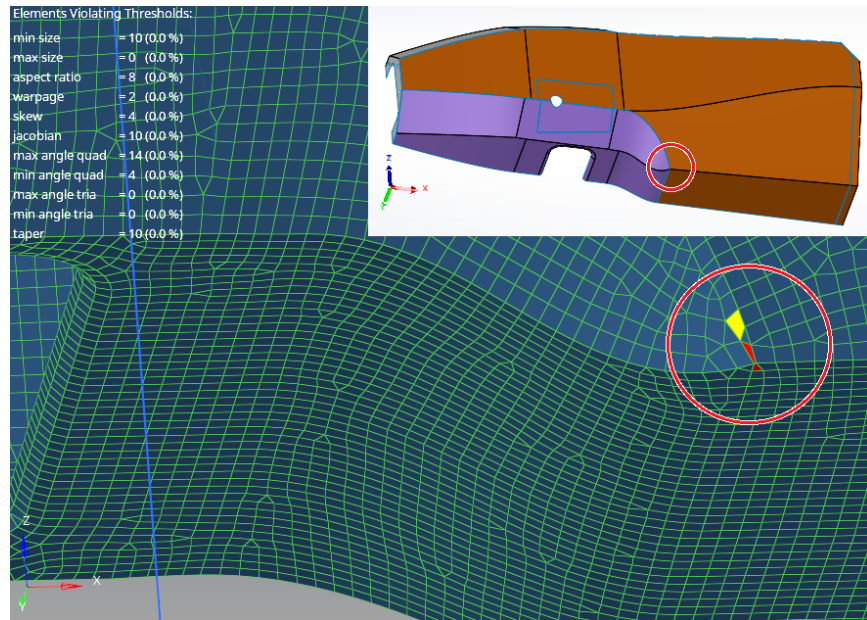 Elements Violating Thresholds:
min size = 10 (0.0 %)
max size = 0 (0.0 %)
aspect ratio = 8 (0.0 %)
warpage = 2 (0.0 %)
skew = 4 (0.0 %)
jacobian = 10 (0.0 %)
max angle quad = 14 (0.0 %)
min angle quad = 4 (0.0 %)
max angle tria = 0 (0.0 %)
min angle tria = 0 (0.0 %)
taper = 10 (0.0 %)
Z
X
Y
Z
X
Y